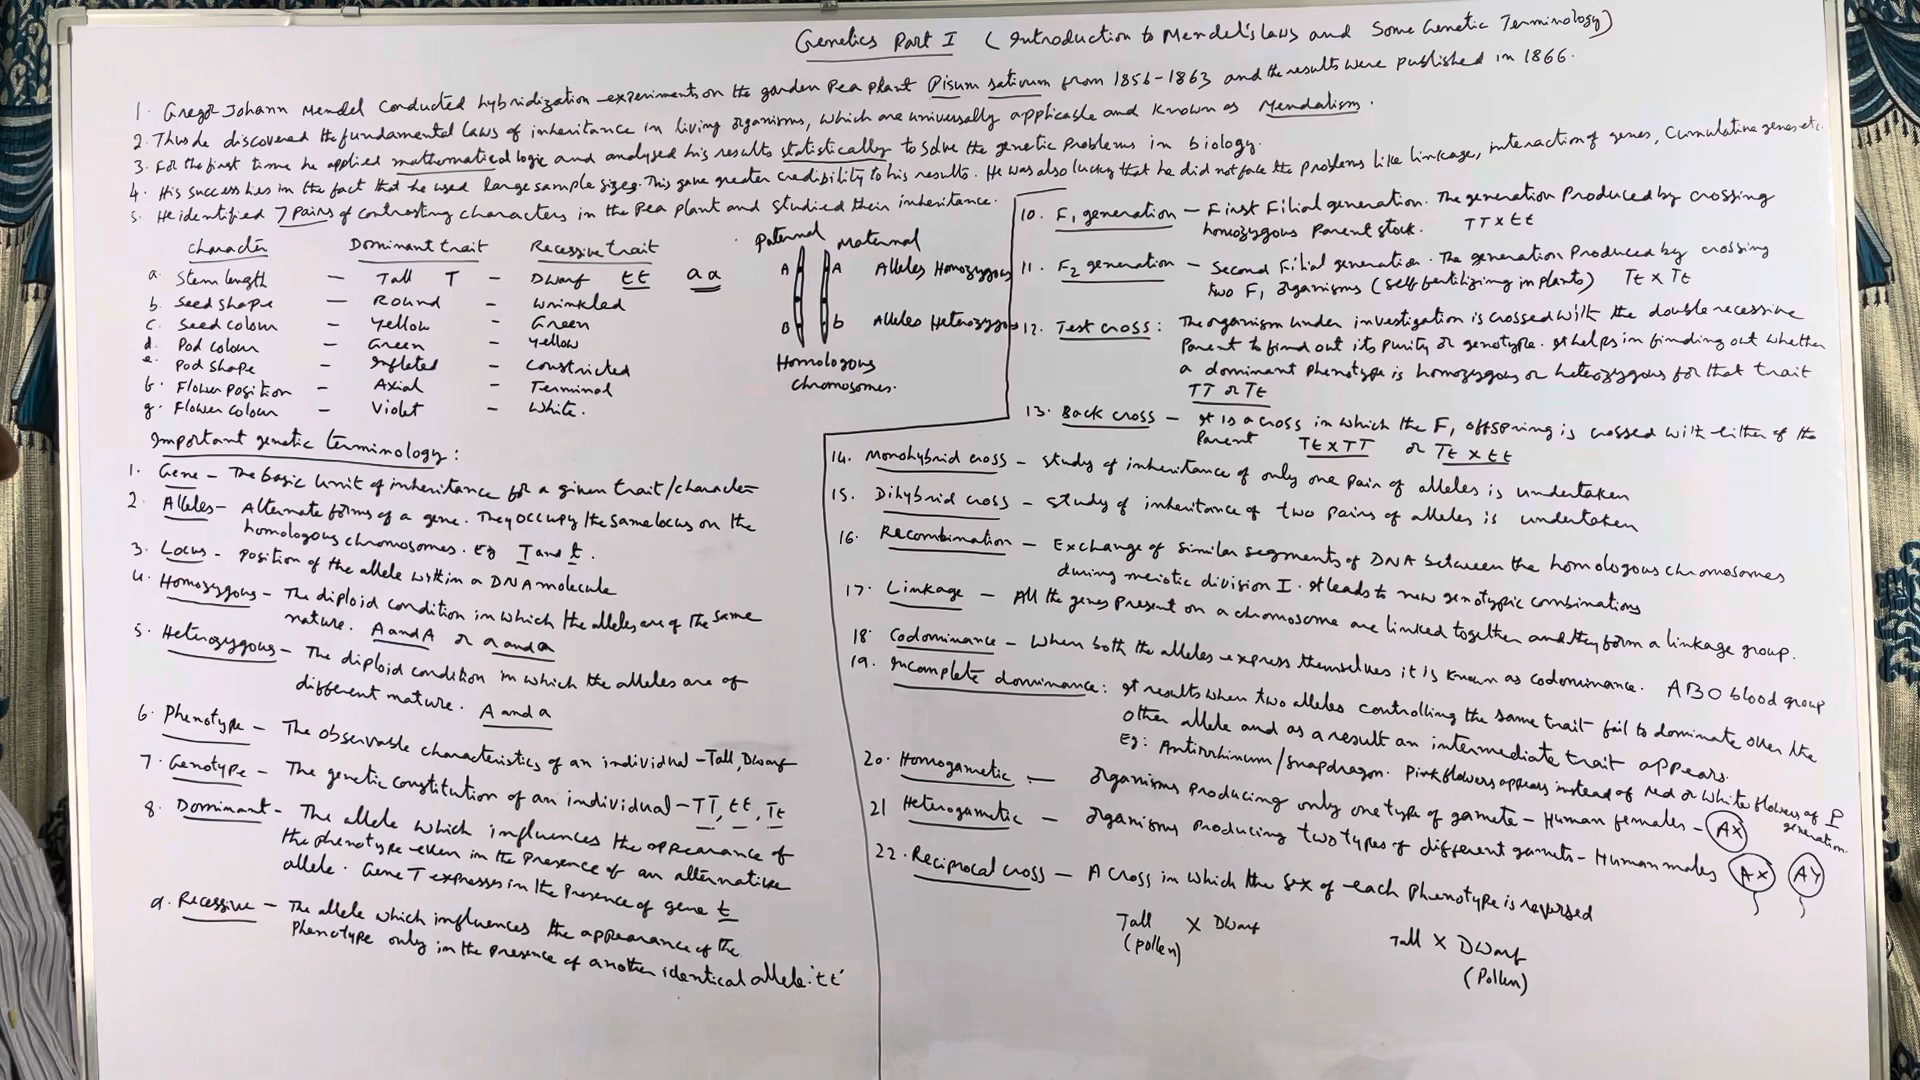 Genetics Part I (Introduction to Mendel's laws and Some Genetic Terminology)
1. Gregor Johann Mendel conducted hybridization experiments on the garden Pea plant Pisum sativum from 1856-1863 and the results were published in 1866.
2. Thus he discovered the fundamental laws of inheritance in living organisms, which are universally applicable and known as Mendalism.
3. For the first time he applied mathematical logic and analysed his results statistically to solve the genetic problems in biology.
4. His success lies in the fact that he used large sample sizes. This gave greater credibility to his results. He was also lucky that he did not face the problems like linkage, interaction of genes, Cumulative genes etc.
5. He identified 7 pairs of contrasting characters in the pea plant and studied their inheritance.
Character Dominant trait Recessive trait
a. Stem length - Tall T - Dwarf tt aa
b. Seed shape - Round - Wrinkled
c. Seed colour - Yellow - Green
d. Pod colour - Green - Yellow
e. Pod shape - Inflated - Constricted
f. Flower position - Axial - Terminal
g. Flower colour - Violet - White.
Paternal Maternal
A A Alleles Homozygous
B b Alleles Heterozygous
Homologous
chromosomes.
Important genetic terminology:
1. Gene - The basic unit of inheritance for a given trait/character
2. Alleles - Alternate forms of a gene. They occupy the same locus on the
homologous chromosomes. Eg T and t.
3. Locus - position of the allele within a DNA molecule
4. Homozygous - The diploid condition in which the alleles are of the same
nature. A and A or a and a
5. Heterozygous - The diploid condition in which the alleles are of
different nature. A and a
6. Phenotype - The observable characteristics of an individual - Tall, Dwarf
7. Genotype - The genetic constitution of an individual - TT, tt, Tt
8. Dominant - The allele which influences the appearance of
the phenotype even in the presence of an alternative
allele. Gene T expresses in the presence of gene t
9. Recessive - The allele which influences the appearance of the
phenotype only in the presence of another identical allele. 'tt'
10. F1 generation - First Filial generation. The generation produced by crossing
homozygous Parent stock. TT x tt
11. F2 generation - Second Filial generation. The generation produced by crossing
two F1 organisms (self fertilizing in plants) Tt x Tt
12. Test cross: The organism under investigation is crossed with the double recessive
parent to find out its purity or genotype. It helps in finding out whether
a dominant phenotype is homozygous or heterozygous for that trait
TT or Tt
13. Back cross - It is a cross in which the F1 offspring is crossed with either of the
Parent Tt x TT or Tt x tt
14. Monohybrid cross - study of inheritance of only one pair of alleles is undertaken
15. Dihybrid cross - study of inheritance of two pairs of alleles is undertaken
16. Recombination - Exchange of similar segments of DNA between the homologous chromosomes
during meiotic division I. It leads to new genotypic combinations
17. Linkage - All the genes present on a chromosome are linked together and they form a linkage group.
18. Codominance - When both the alleles express themselves it is known as codominance. ABO blood group
19. Incomplete dominance: It results when two alleles controlling the same trait fail to dominate over the
other allele and as a result an intermediate trait appears.
Eg: Antirrhinum/Snapdragon. Pink flowers appears instead of red or white flowers of P
generation.
20. Homogametic :- Organisms producing only one type of gamete - Human females - AX
21 Heterogametic - Organisms producing two types of different gamets - Human males AX AY
22. Reciprocal cross - A cross in which the sex of each phenotype is reversed
Tall X Dwarf
(pollen)
Tall X Dwarf
(Pollen)